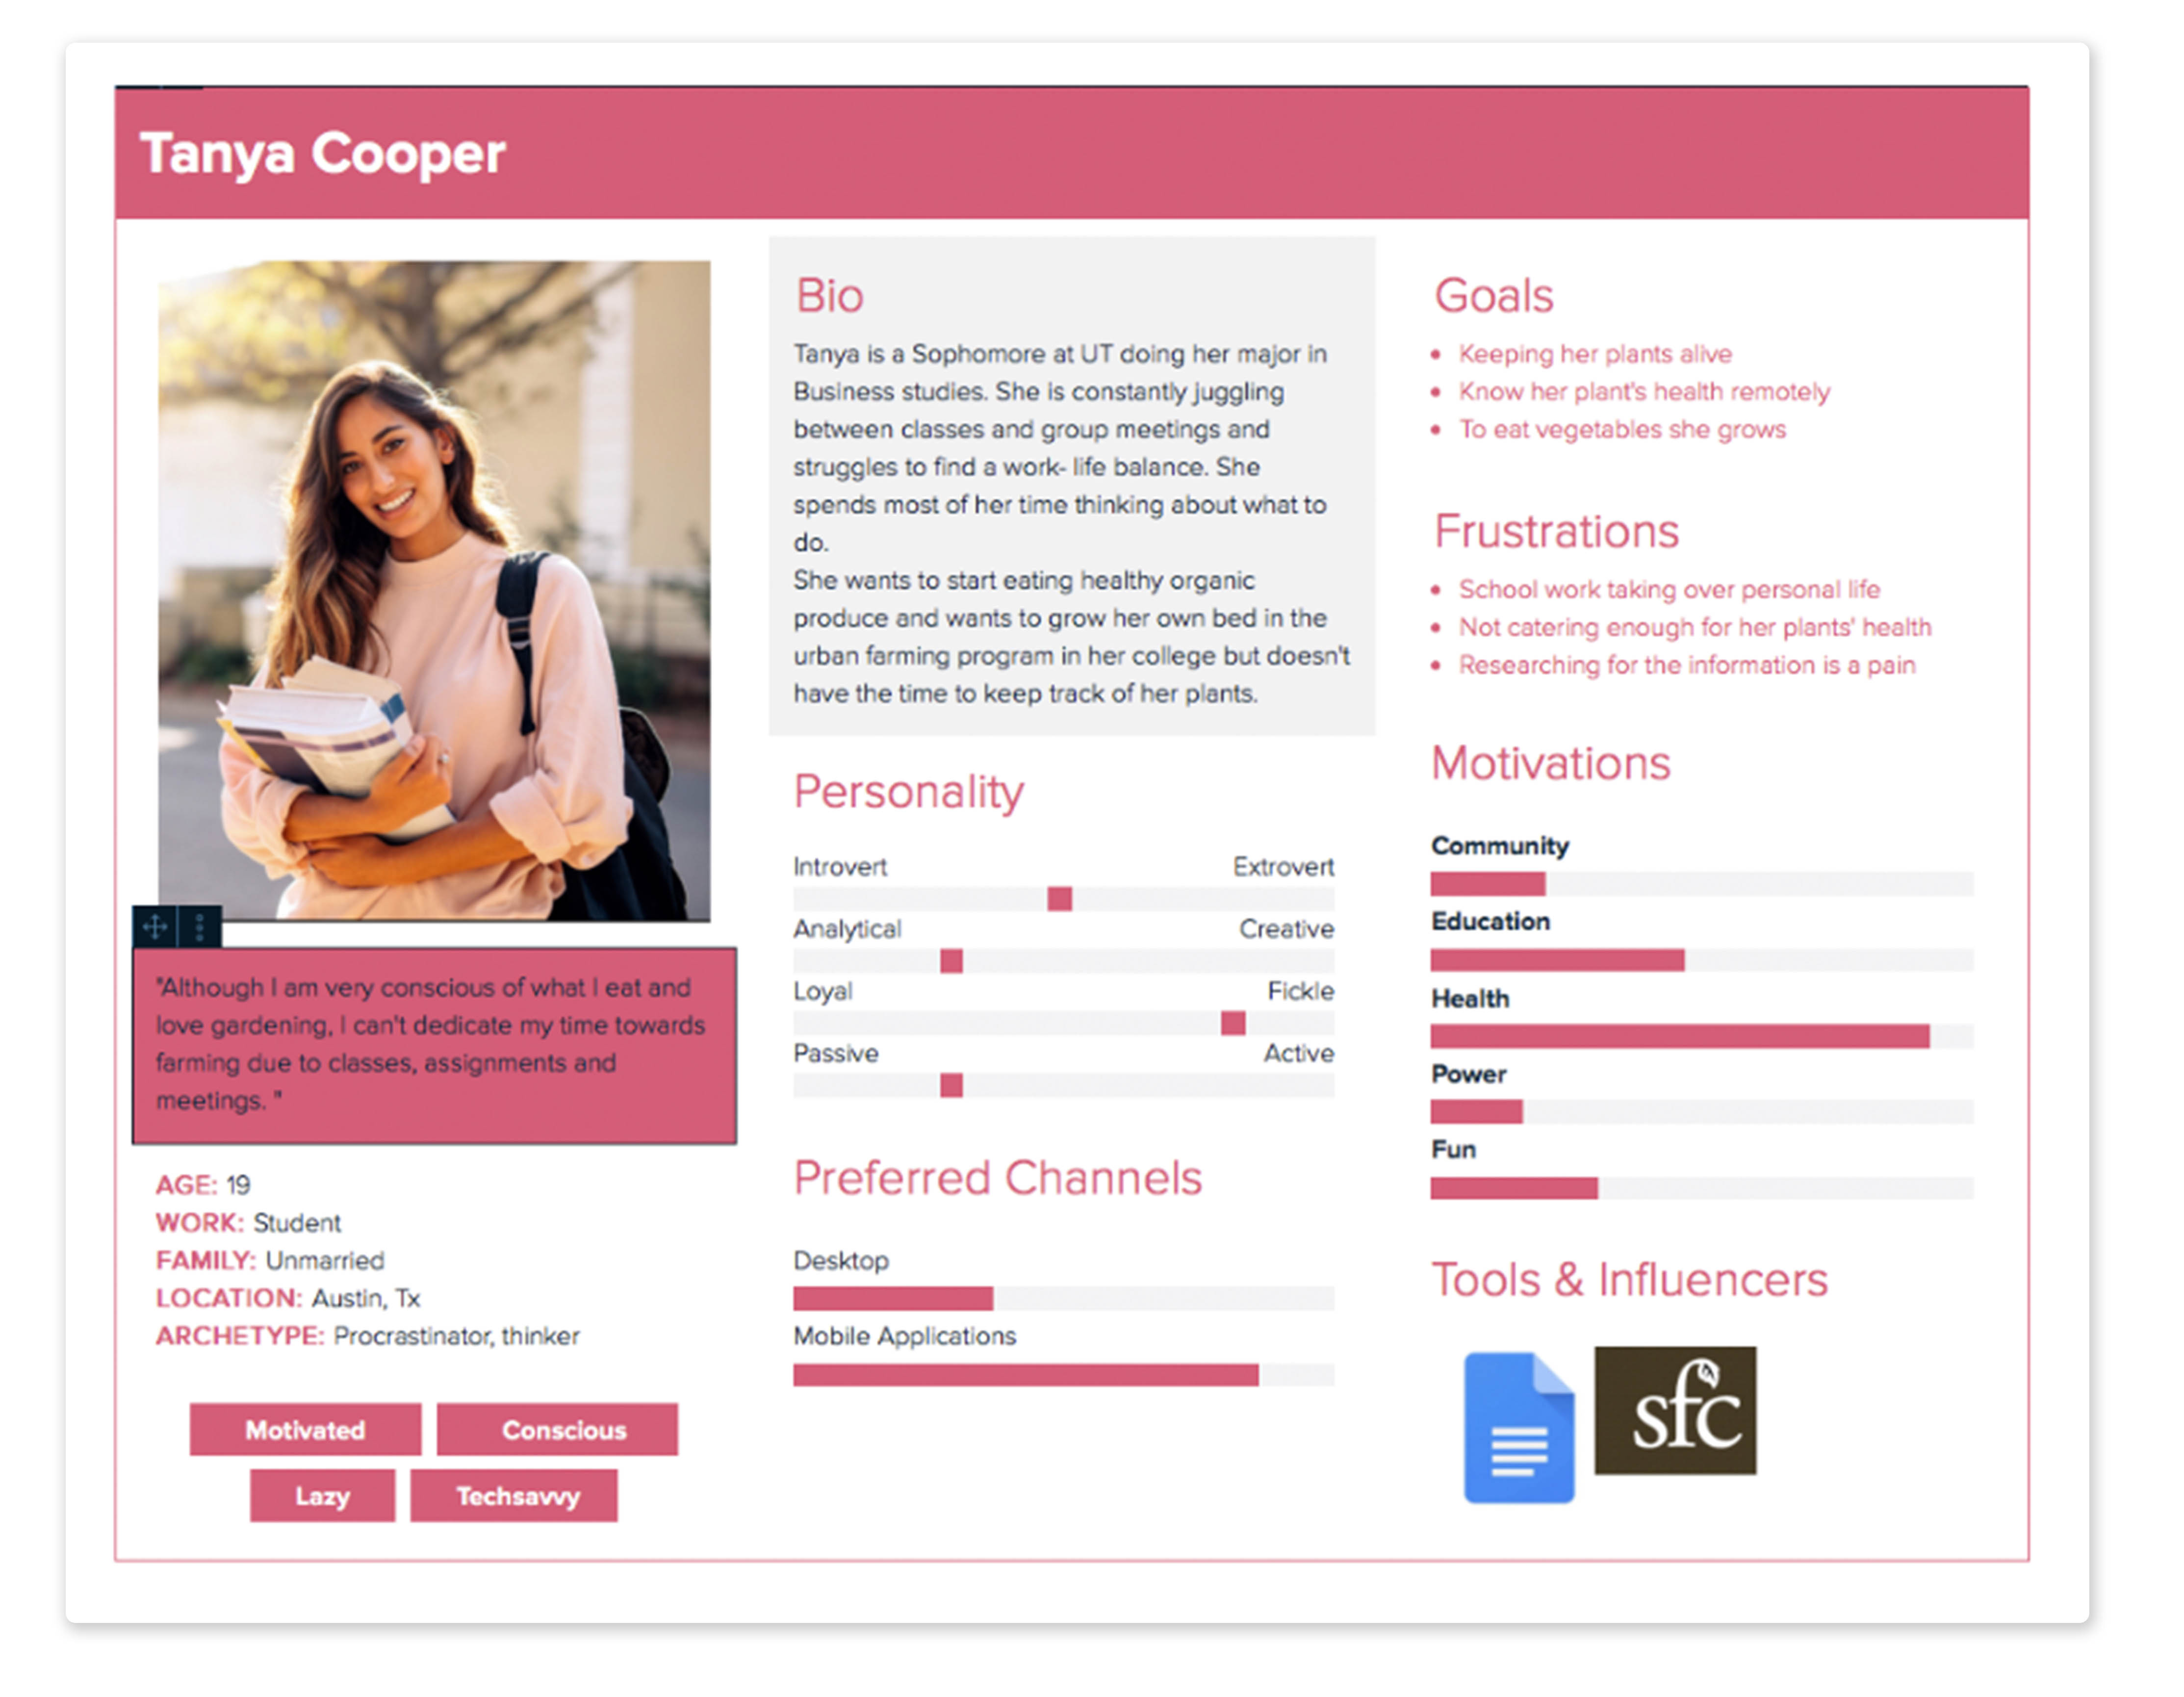 Tanya Cooper
"Although I am very conscious of what I eat and
love gardening, I can't dedicate my time towards
farming due to classes, assignments and
meetings. "
AGE: 19
WORK: Student
FAMILY: Unmarried
LOCATION: Austin, Tx
ARCHETYPE: Procrastinator, thinker
Motivated
Conscious
Lazy
Techsavvy
Bio
Tanya is a Sophomore at UT doing her major in
Business studies. She is constantly juggling
between classes and group meetings and
struggles to find a work- life balance. She
spends most of her time thinking about what to
do.
She wants to start eating healthy organic
produce and wants to grow her own bed in the
urban farming program in her college but doesn't
have the time to keep track of her plants.
Personality
Introvert Extrovert
Analytical Creative
Loyal Fickle
Passive Active
Preferred Channels
Desktop
Mobile Applications
Goals
• Keeping her plants alive
• Know her plant's health remotely
• To eat vegetables she grows
Frustrations
• School work taking over personal life
• Not catering enough for her plants' health
• Researching for the information is a pain
Motivations
Community
Education
Health
Power
Fun
Tools & Influencers
sfc